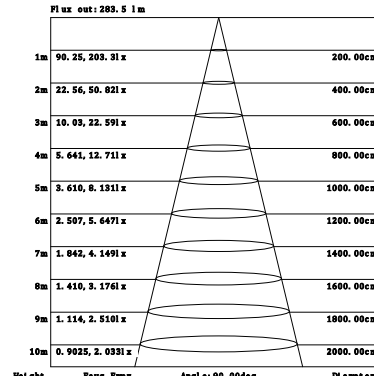 Flux out:283.5 lm
1m 90.25, 203.3lx 200.00cm
2m 22.56, 50.82lx 400.00cm
3m 10.03, 22.59lx 600.00cm
4m 5.641, 12.71lx 800.00cm
5m 3.610, 8.131lx 1000.00cm
6m 2.507, 5.647lx 1200.00cm
7m 1.842, 4.149lx 1400.00cm
8m 1.410, 3.176lx 1600.00cm
9m 1.114, 2.510lx 1800.00cm
10m 0.9025, 2.033lx 2000.00cm
Height Eavg, Emax Angle:90.00deg Diameter